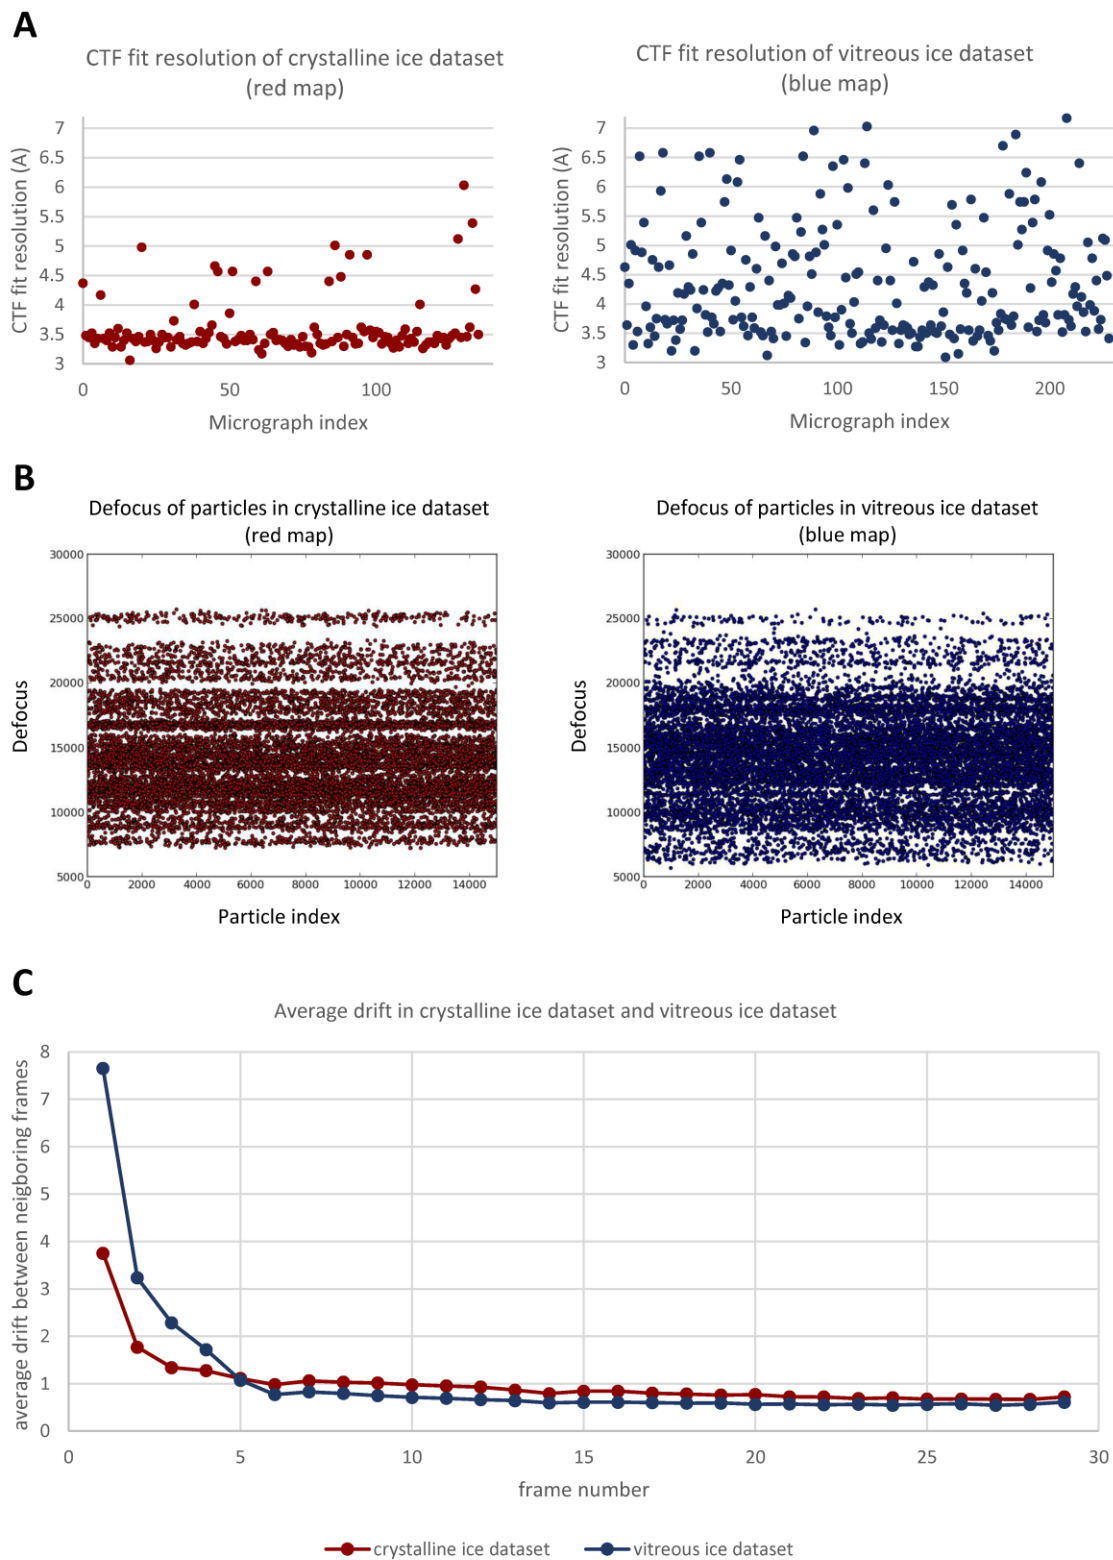 A
CTF fit resolution of crystalline ice dataset
(red map)
CTF fit resolution (A)
7
6.5
6
5.5
5
4.5
4
3.5
3
0 50 100
Micrograph index
CTF fit resolution of vitreous ice dataset
(blue map)
CTF fit resolution (A)
7
6.5
6
5.5
5
4.5
4
3.5
3
0 50 100 150 200
Micrograph index
B
Defocus of particles in crystalline ice dataset
(red map)
Defocus
30000
25000
20000
15000
10000
5000
0 2000 4000 6000 8000 10000 12000 14000
Particle index
Defocus of particles in vitreous ice dataset
(blue map)
Defocus
30000
25000
20000
15000
10000
5000
0 2000 4000 6000 8000 10000 12000 14000
Particle index
C
Average drift in crystalline ice dataset and vitreous ice dataset
average drift between neigboring frames
8
7
6
5
4
3
2
1
0
0 5 10 15 20 25 30
frame number
crystalline ice dataset vitreous ice dataset